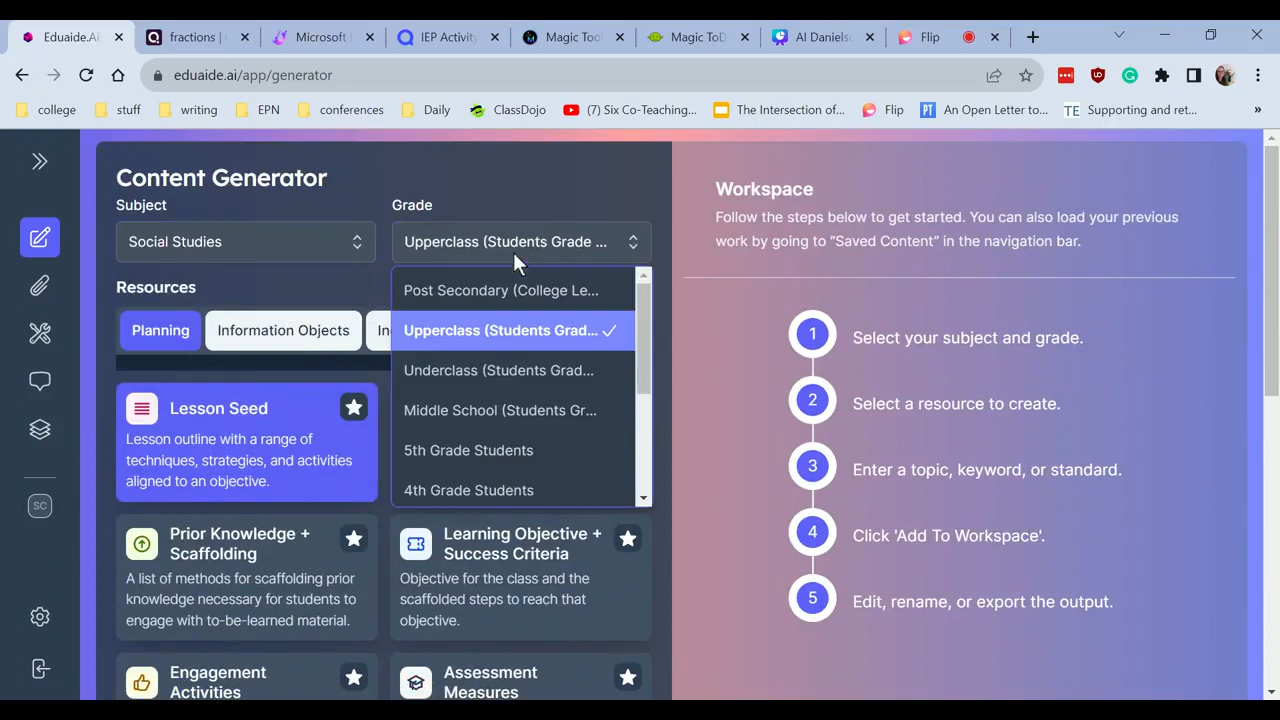 Eduaide.Ai
fractions |
Microsoft
IEP Activity
Magic Too
Magic ToD
AI Daniels
Flip
eduaide.ai/app/generator
college
stuff
writing
EPN
conferences
Daily
ClassDojo
(7) Six Co-Teaching...
The Intersection of...
Flip
An Open Letter to...
Supporting and ret...
»
Content Generator
Subject
Grade
Social Studies
Upperclass (Students Grade ...
Resources
Planning
Information Objects
In
Post Secondary (College Le...
Upperclass (Students Grad...
Underclass (Students Grad...
Middle School (Students Gr...
5th Grade Students
4th Grade Students
Lesson Seed
Lesson outline with a range of
techniques, strategies, and activities
aligned to an objective.
Prior Knowledge +
Scaffolding
A list of methods for scaffolding prior
knowledge necessary for students to
engage with to-be-learned material.
Learning Objective +
Success Criteria
Objective for the class and the
scaffolded steps to reach that
objective.
Engagement
Activities
Assessment
Measures
SC
Workspace
Follow the steps below to get started. You can also load your previous
work by going to “Saved Content” in the navigation bar.
1 Select your subject and grade.
2 Select a resource to create.
3 Enter a topic, keyword, or standard.
4 Click 'Add To Workspace'.
5 Edit, rename, or export the output.